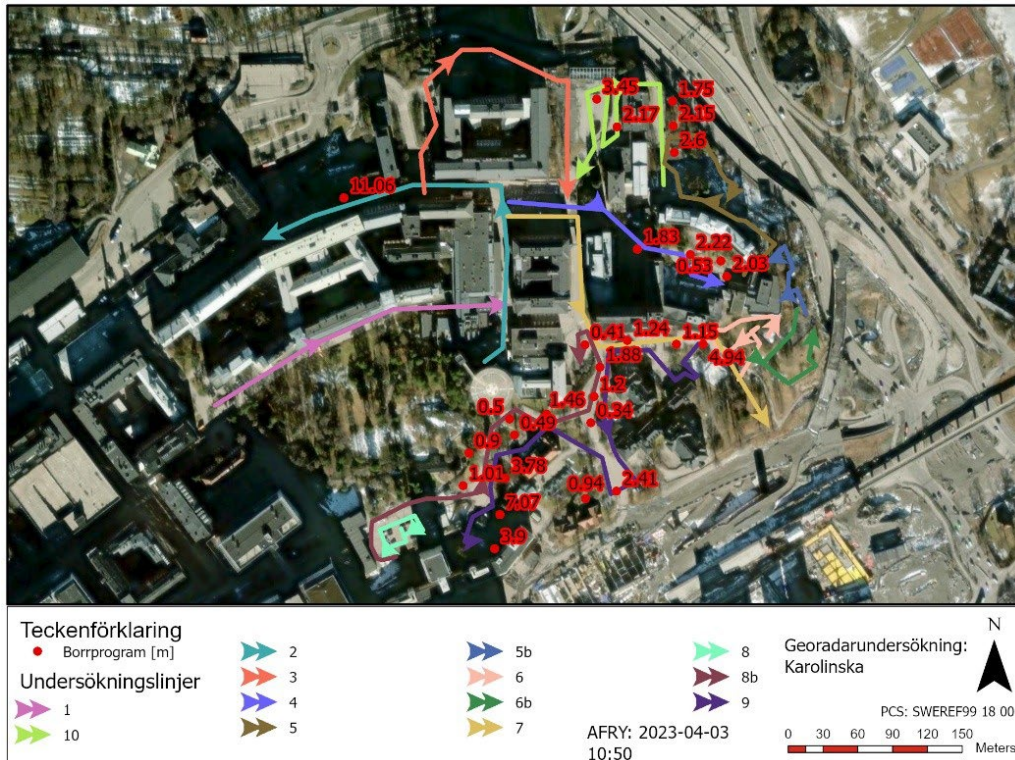 3.45
1.75
2.17
2.15
2.6
11.06
1.83
2.22
0.53
2.03
0.41
1.24
1.15
1.88
4.94
1.2
1.46
0.5
0.34
0.49
0.9
3.78
1.01
2.41
0.94
7.07
3.9
Teckenförklaring
Borrprogram [m]
Undersökningslinjer
1
10
2
3
4
5
5b
6
6b
7
8
8b
9
AFRY: 2023-04-03
10:50
Georadarundersökning:
Karolinska
N
PCS: SWEREF99 18 00
0 30 60 90 120 150
Meters